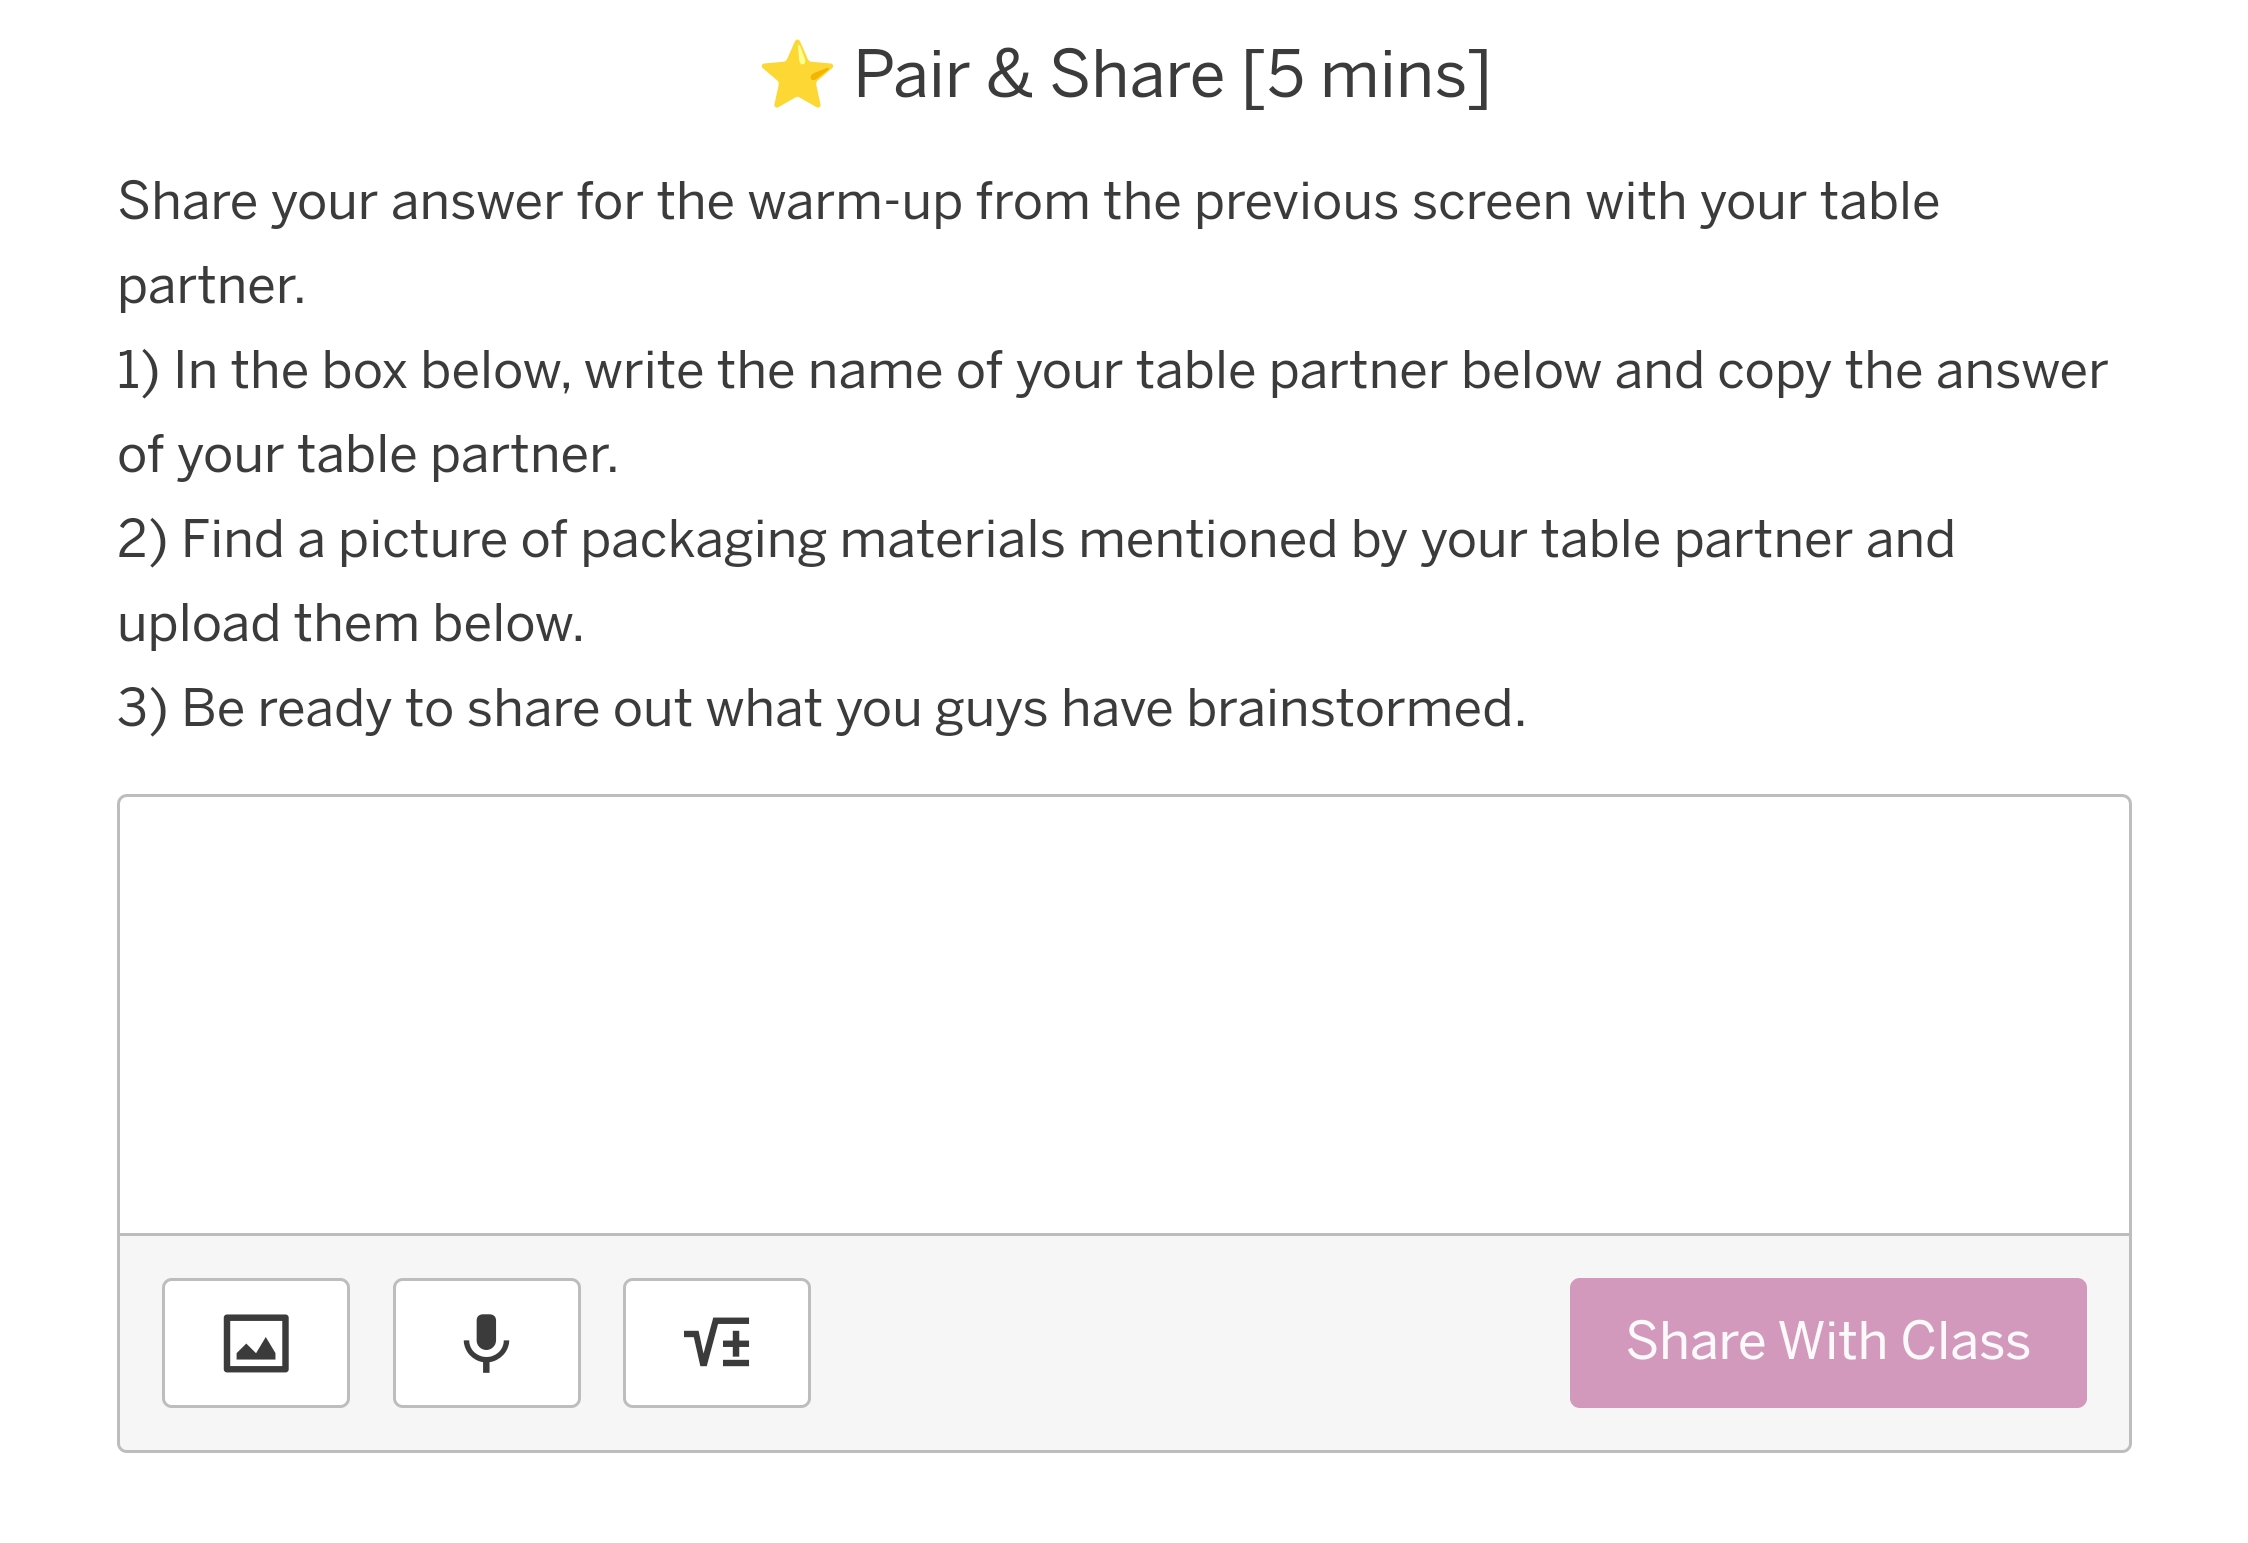 ⭐ Pair & Share [5 mins]
Share your answer for the warm-up from the previous screen with your table
partner.
1) In the box below, write the name of your table partner below and copy the answer
of your table partner.
2) Find a picture of packaging materials mentioned by your table partner and
upload them below.
3) Be ready to share out what you guys have brainstormed.
√±
Share With Class